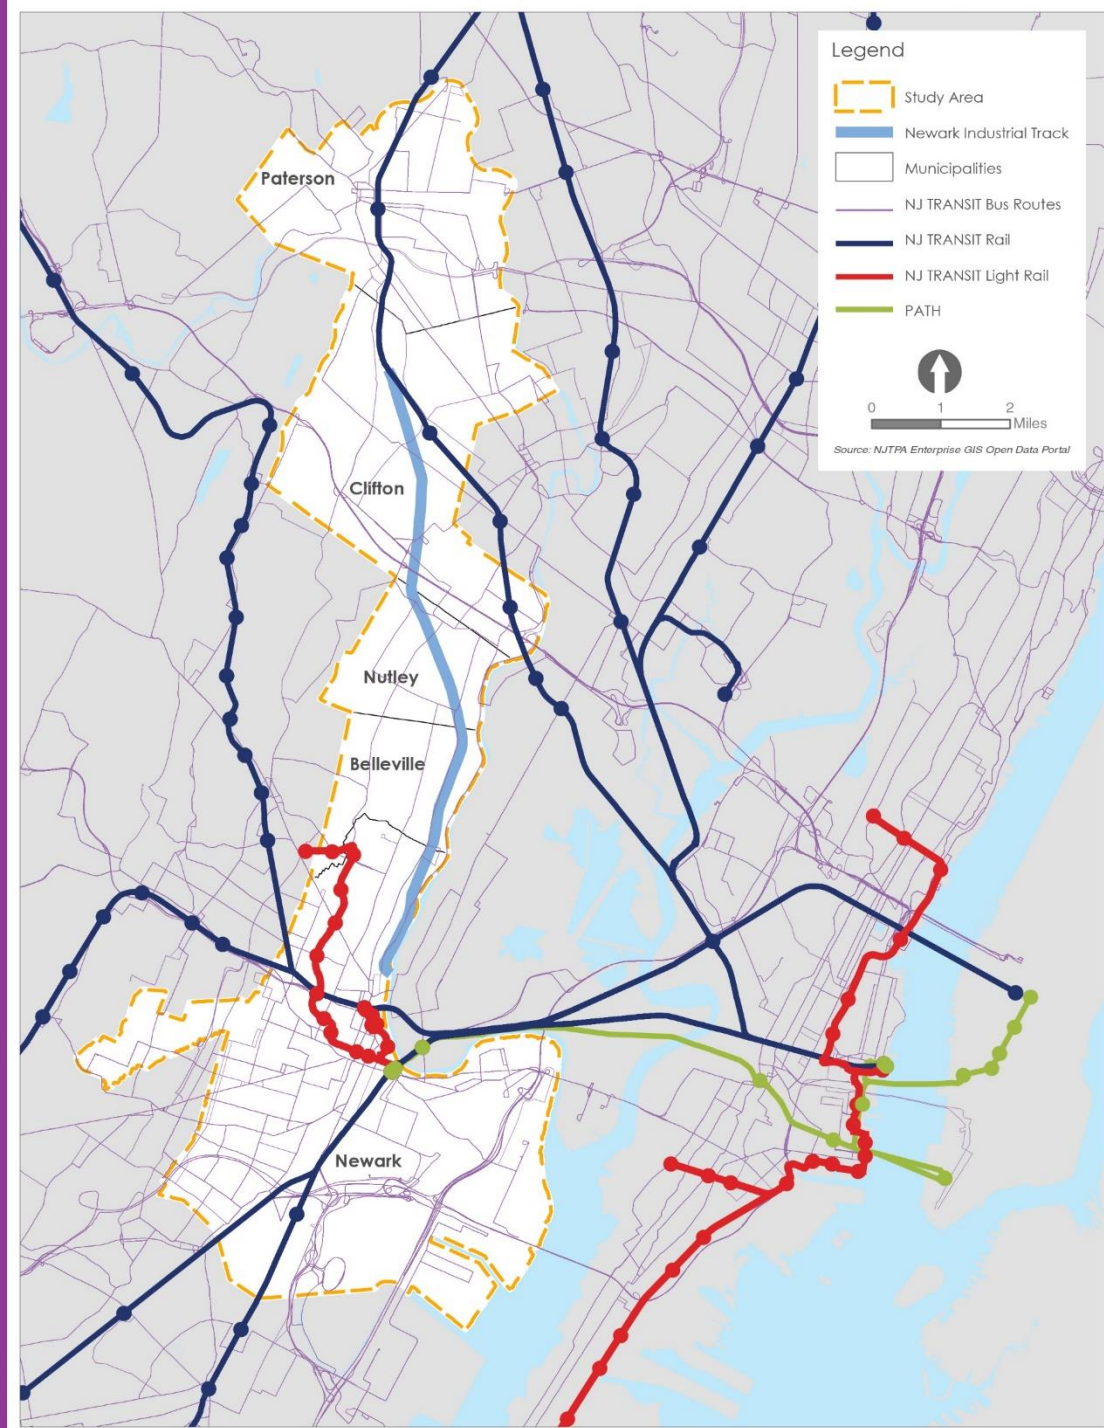 Legend
Study Area
Newark Industrial Track
Municipalities
NJ TRANSIT Bus Routes
NJ TRANSIT Rail
NJ TRANSIT Light Rail
PATH
0 1 2
Miles
Source: NJTPA Enterprise GIS Open Data Portal
Paterson
Clifton
Nutley
Belleville
Newark